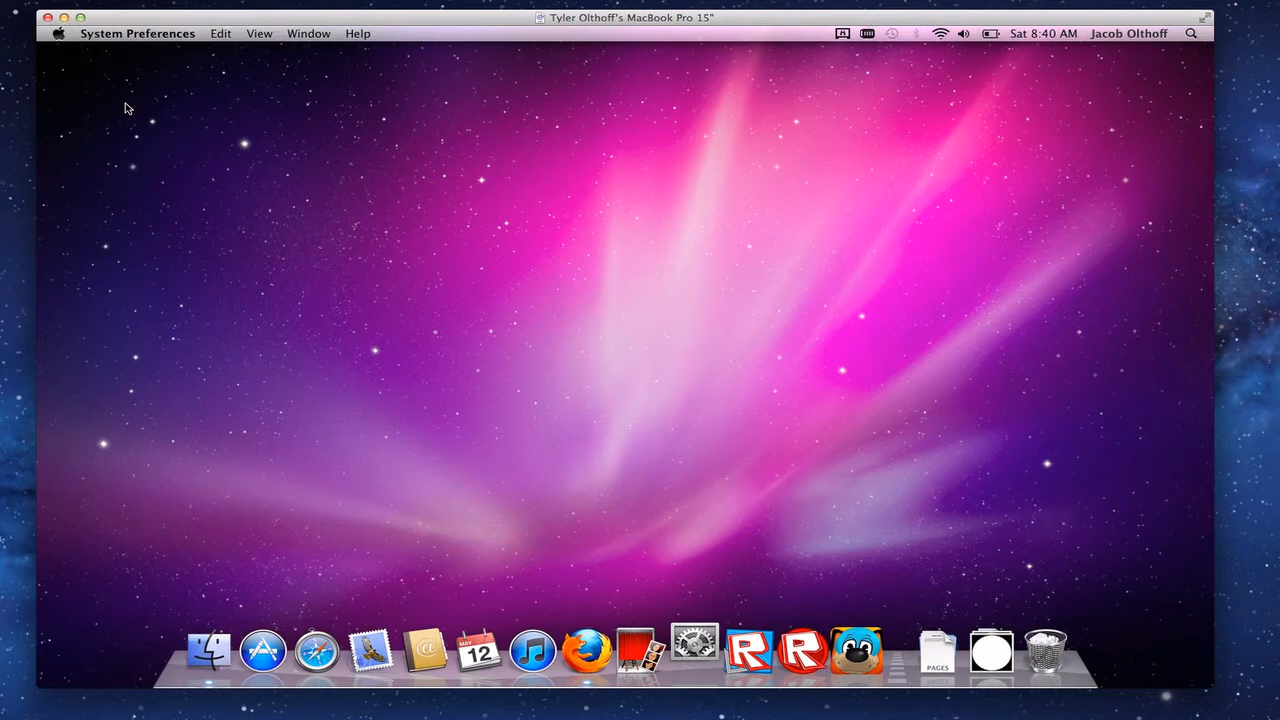 Tyler Olthoff's MacBook Pro 15"
System Preferences Edit View Window Help Sat 8:40 AM Jacob Olthoff
MAY
12
PAGES